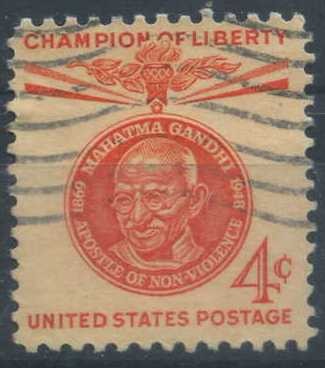 CHAMPION OF LIBERTY
MAHATMA GANDHI
1869
1948
APOSTLE OF NON-VIOLENCE
4¢
UNITED STATES POSTAGE